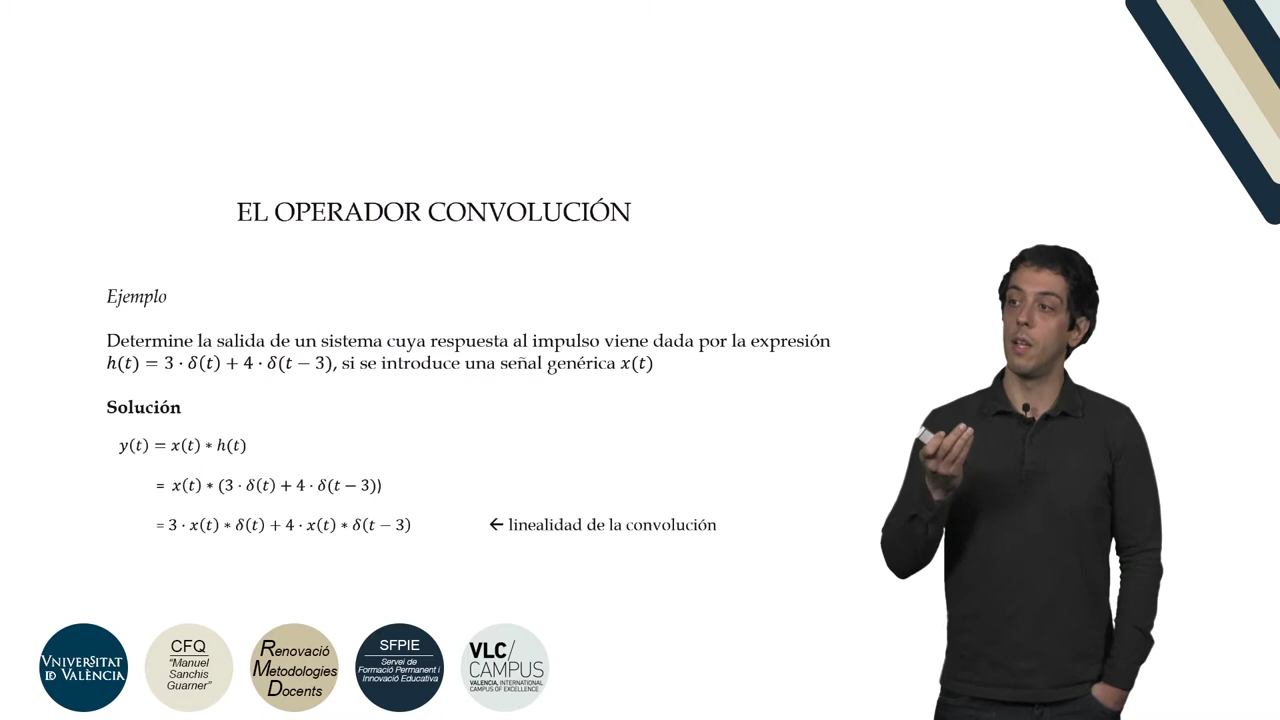 EL OPERADOR CONVOLUCIÓN
Ejemplo
Determine la salida de un sistema cuya respuesta al impulso viene dada por la expresión
h(t) = 3 · δ(t) + 4 · δ(t − 3), si se introduce una señal genérica x(t)
Solución
y(t) = x(t) ∗ h(t)
= x(t) ∗ (3 · δ(t) + 4 · δ(t − 3))
= 3 · x(t) ∗ δ(t) + 4 · x(t) ∗ δ(t − 3) ← linealidad de la convolución
VNIVERSITAT
ID VALÈNCIA
CFQ
"Manuel
Sanchis
Guarner"
Renovació
Metodologies
Docents
SFPIE
Servei de
Formació Permanent i
Innovació Educativa
VLC/
CAMPUS
VALENCIA, INTERNATIONAL
CAMPUS OF EXCELLENCE